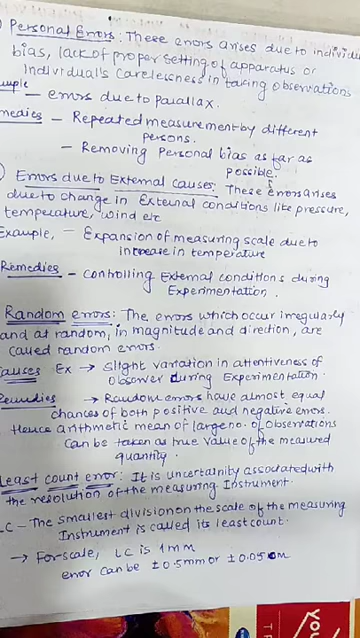 ) Personal Errors: These errors arises due to individu
bias, lack of proper setting of apparatus or
individual's carelessness in taking observations
ample — errors due to parallax.
medies — Repeated measurement by different
persons.
— Removing Personal bias as far as
possible.
) Errors due to External Causes: These errors arises
due to change in External conditions like pressure,
temperature, wind etc
Example, — Expansion of measuring scale due to
increase in temperature
Remedies — Controlling External conditions during
Experimentation.
Random errors: The errors which occur irregularly
and at random, in magnitude and direction, are
called random errors.
Causes Ex → Slight variation in attentiveness of
observer during Experimentation.
Remedies → Random errors have almost equal
chances of both positive and negative errors.
Hence arithmetic mean of large no. of observations
can be taken as true value of the measured
quantity.
Least count error: It is uncertainity associated with
the resolution of the measuring Instrument.
LC — The smallest division on the scale of the measuring
Instrument is called its least count.
→ For scale, LC is 1mm
error can be ±0.5mm or ±0.05cm
YOU